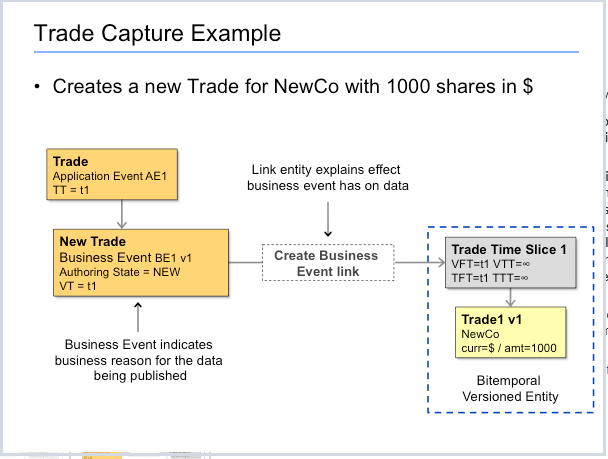 Trade Capture Example
• Creates a new Trade for NewCo with 1000 shares in $
Trade
Application Event AE1
TT = t1
Link entity explains effect
business event has on data
New Trade
Business Event BE1 v1
Authoring State = NEW
VT = t1
Create Business
Event link
Trade Time Slice 1
VFT=t1 VTT=∞
TFT=t1 TTT=∞
Trade1 v1
NewCo
curr=$ / amt=1000
Business Event indicates
business reason for the data
being published
Bitemporal
Versioned Entity